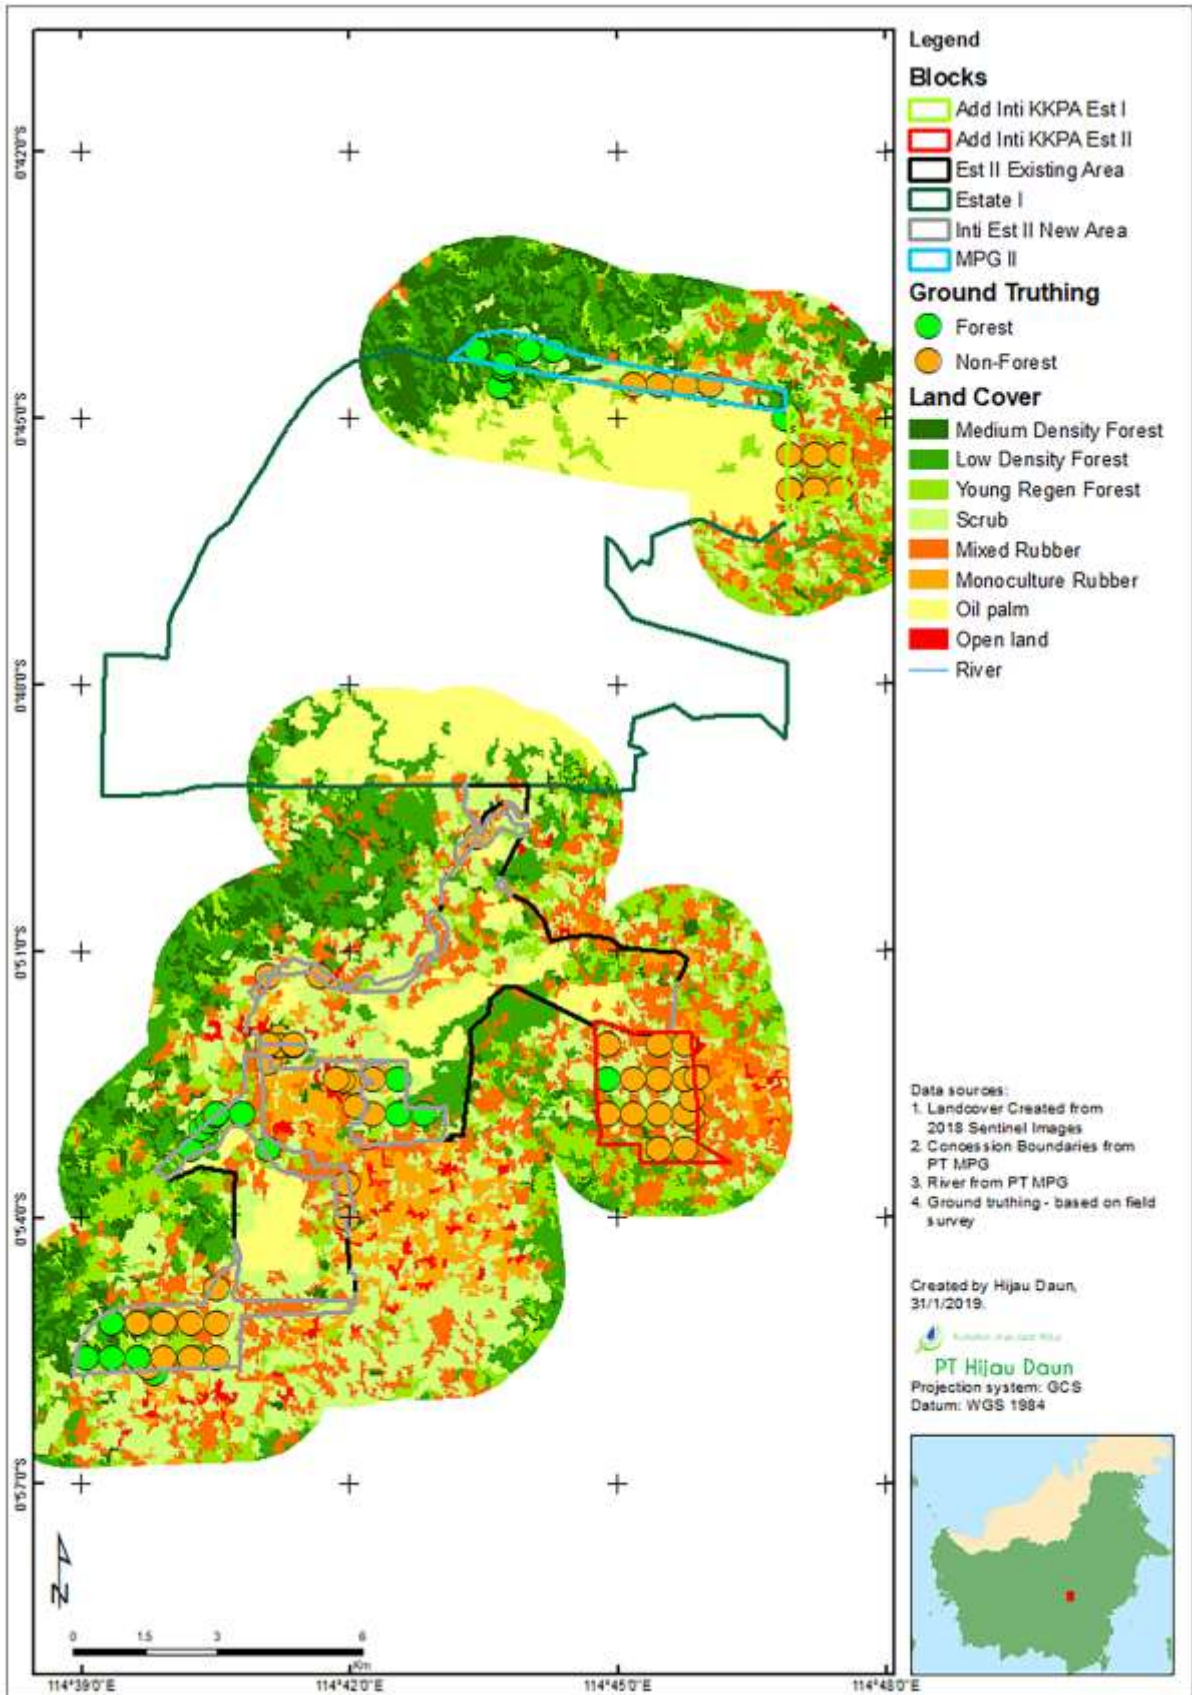 Legend
Blocks
Add Inti KKPA Est I
Add Inti KKPA Est II
Est II Existing Area
Estate I
Inti Est II New Area
MPG II
Ground Truthing
Forest
Non-Forest
Land Cover
Medium Density Forest
Low Density Forest
Young Regen Forest
Scrub
Mixed Rubber
Monoculture Rubber
Oil palm
Open land
River
Data sources:
1. Landcover Created from
2018 Sentinel Images
2. Concession Boundaries from
PT MPG
3. River from PT MPG
4. Ground truthing - based on field
survey
Created by Hijau Daun,
31/1/2019.
PT Hijau Daun
Projection system: GCS
Datum: WGS 1984
0°42'0"S
0°45'0"S
0°48'0"S
0°51'0"S
0°54'0"S
0°57'0"S
N
0 1.5 3 6
Km
114°39'0"E 114°42'0"E 114°45'0"E 114°48'0"E